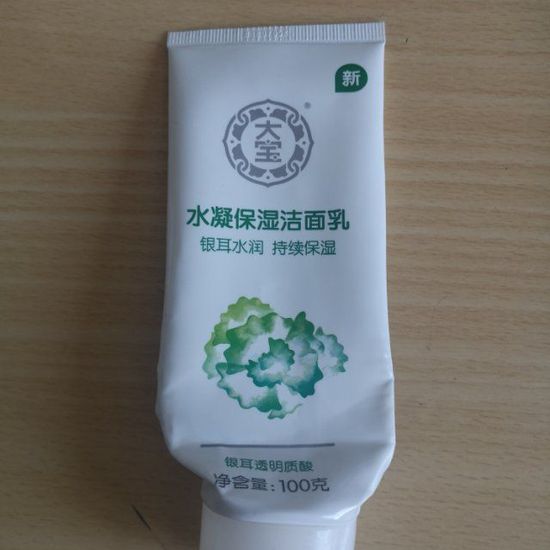 新
大宝®
水凝保湿洁面乳
银耳水润 持续保湿
银耳透明质酸
净含量:100克